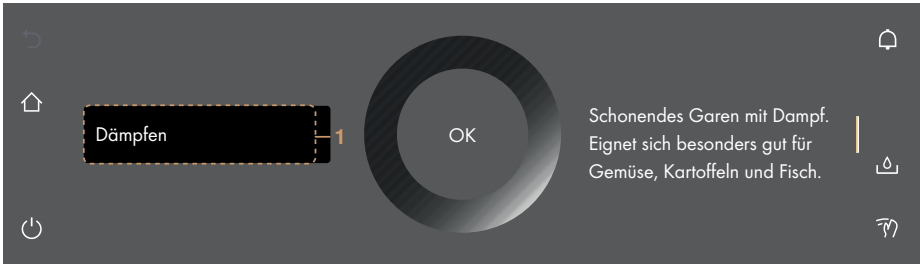 Dämpfen
1
OK
Schonendes Garen mit Dampf.
Eignet sich besonders gut für
Gemüse, Kartoffeln und Fisch.